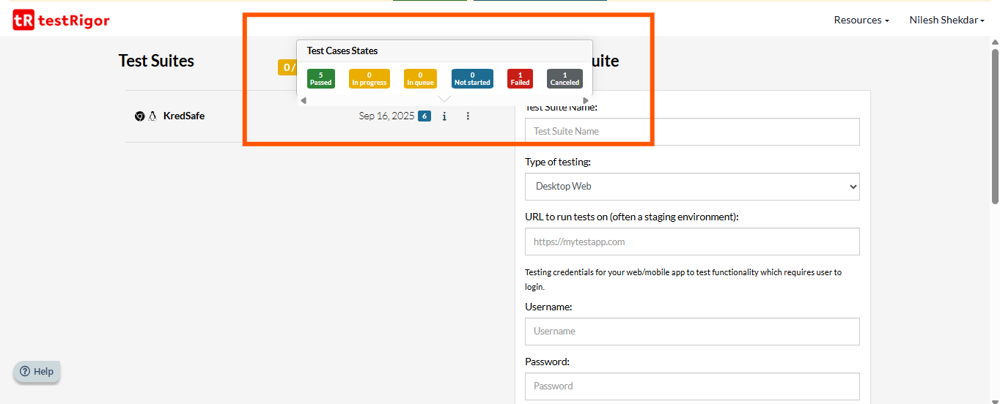 tR testRigor
Resources
Nilesh Shekdar
Test Suites
0 /
Test Cases States
5
Passed
0
In progress
0
In queue
0
Not started
1
Failed
1
Canceled
uite
KredSafe
Sep 16, 2025
6
i
Test Suite Name:
Test Suite Name
Type of testing:
Desktop Web
URL to run tests on (often a staging environment):
https://mytestapp.com
Testing credentials for your web/mobile app to test functionality which requires user to
login.
Username:
Username
Password:
Password
? Help